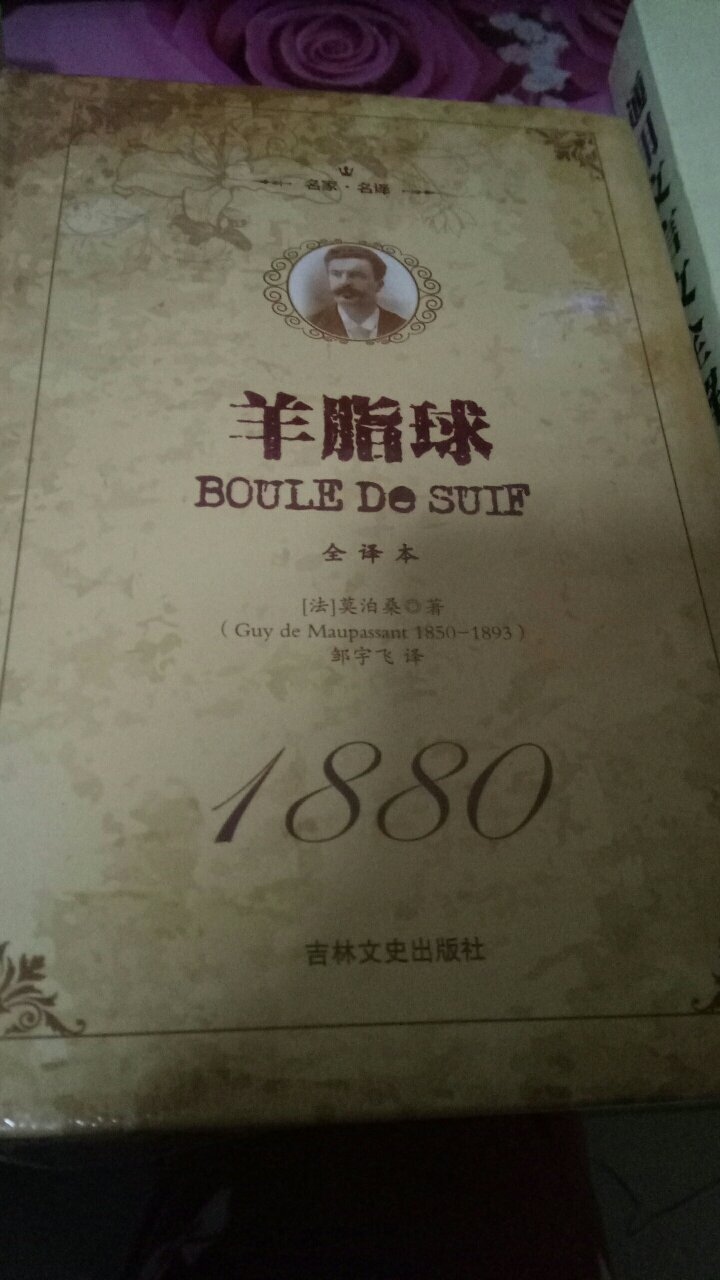 名家·名译
羊脂球
BOULE De SUIF
全译本
[法]莫泊桑◎著
(Guy de Maupassant 1850-1893)
邹宇飞 译
1880
吉林文史出版社